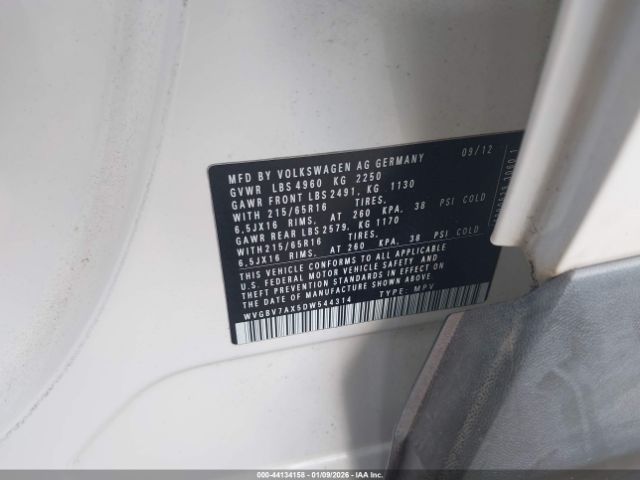 MFD BY VOLKSWAGEN AG GERMANY 09/12
GVWR LBS 4960 KG 2250
GAWR FRONT LBS 2491, KG 1130
WITH 215/65R16 TIRES,
6.5JX16 RIMS, AT 260 KPA, 38 PSI COLD
GAWR REAR LBS 2579, KG 1170
WITH 215/65R16 TIRES,
6.5JX16 RIMS, AT 260 KPA, 38 PSI COLD
THIS VEHICLE CONFORMS TO ALL APPLICABLE
U.S. FEDERAL MOTOR VEHICLE SAFETY AND
THEFT PREVENTION STANDARDS IN EFFECT
ON THE DATE OF MANUFACTURE SHOWN ABOVE
WVGBV7AX5DW544314 TYPE: MPV
000-44134158 - 01/09/2026 - IAA Inc.